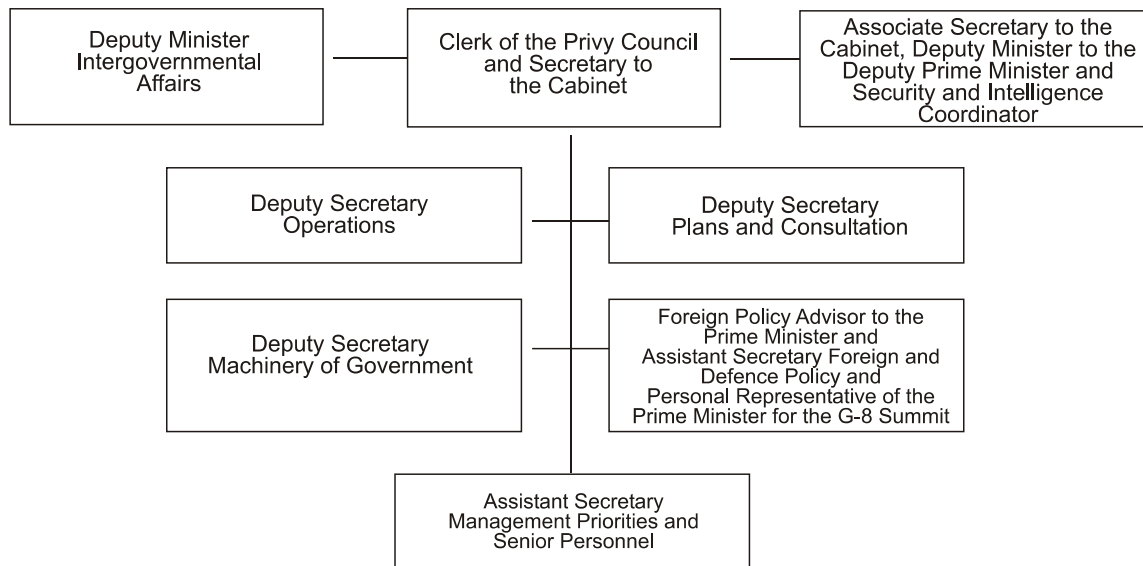 Deputy Minister
Intergovernmental
Affairs
Clerk of the Privy Council
and Secretary to
the Cabinet
Associate Secretary to the
Cabinet, Deputy Minister to the
Deputy Prime Minister and
Security and Intelligence
Coordinator
Deputy Secretary
Operations
Deputy Secretary
Plans and Consultation
Deputy Secretary
Machinery of Government
Foreign Policy Advisor to the
Prime Minister and
Assistant Secretary Foreign and
Defence Policy and
Personal Representative of the
Prime Minister for the G-8 Summit
Assistant Secretary
Management Priorities and
Senior Personnel